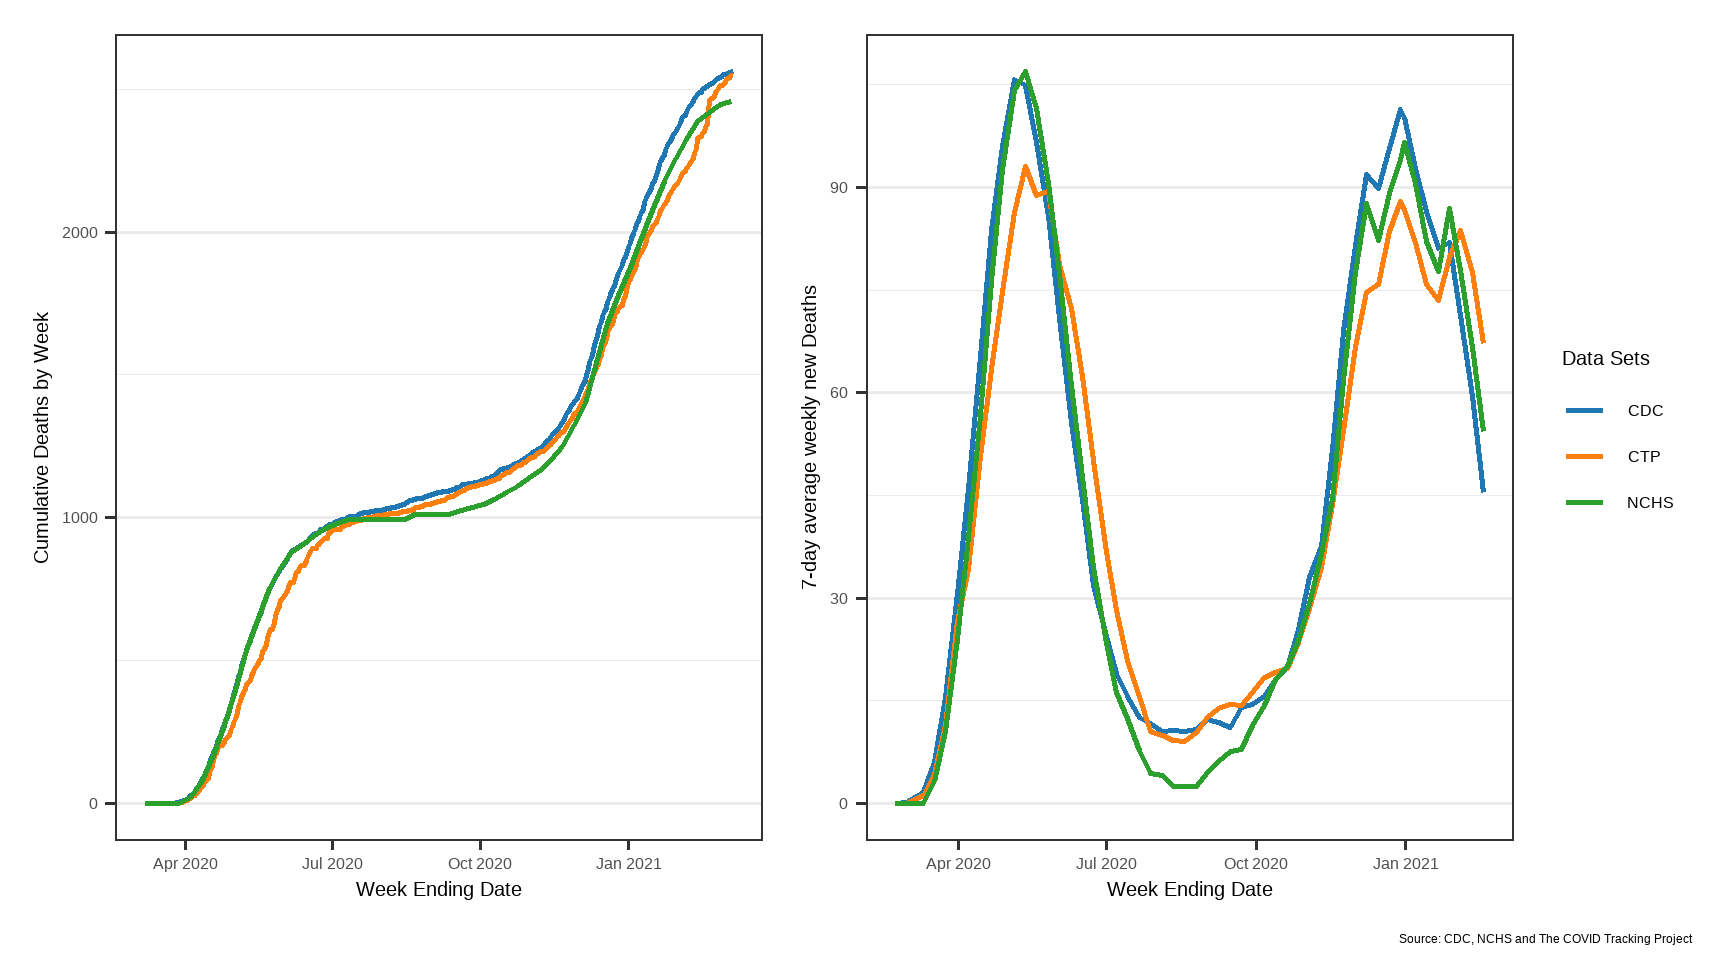 Cumulative Deaths by Week
2000
1000
0
Apr 2020
Jul 2020
Oct 2020
Jan 2021
Week Ending Date
7-day average weekly new Deaths
90
60
30
0
Apr 2020
Jul 2020
Oct 2020
Jan 2021
Week Ending Date
Data Sets
CDC
CTP
NCHS
Source: CDC, NCHS and The COVID Tracking Project